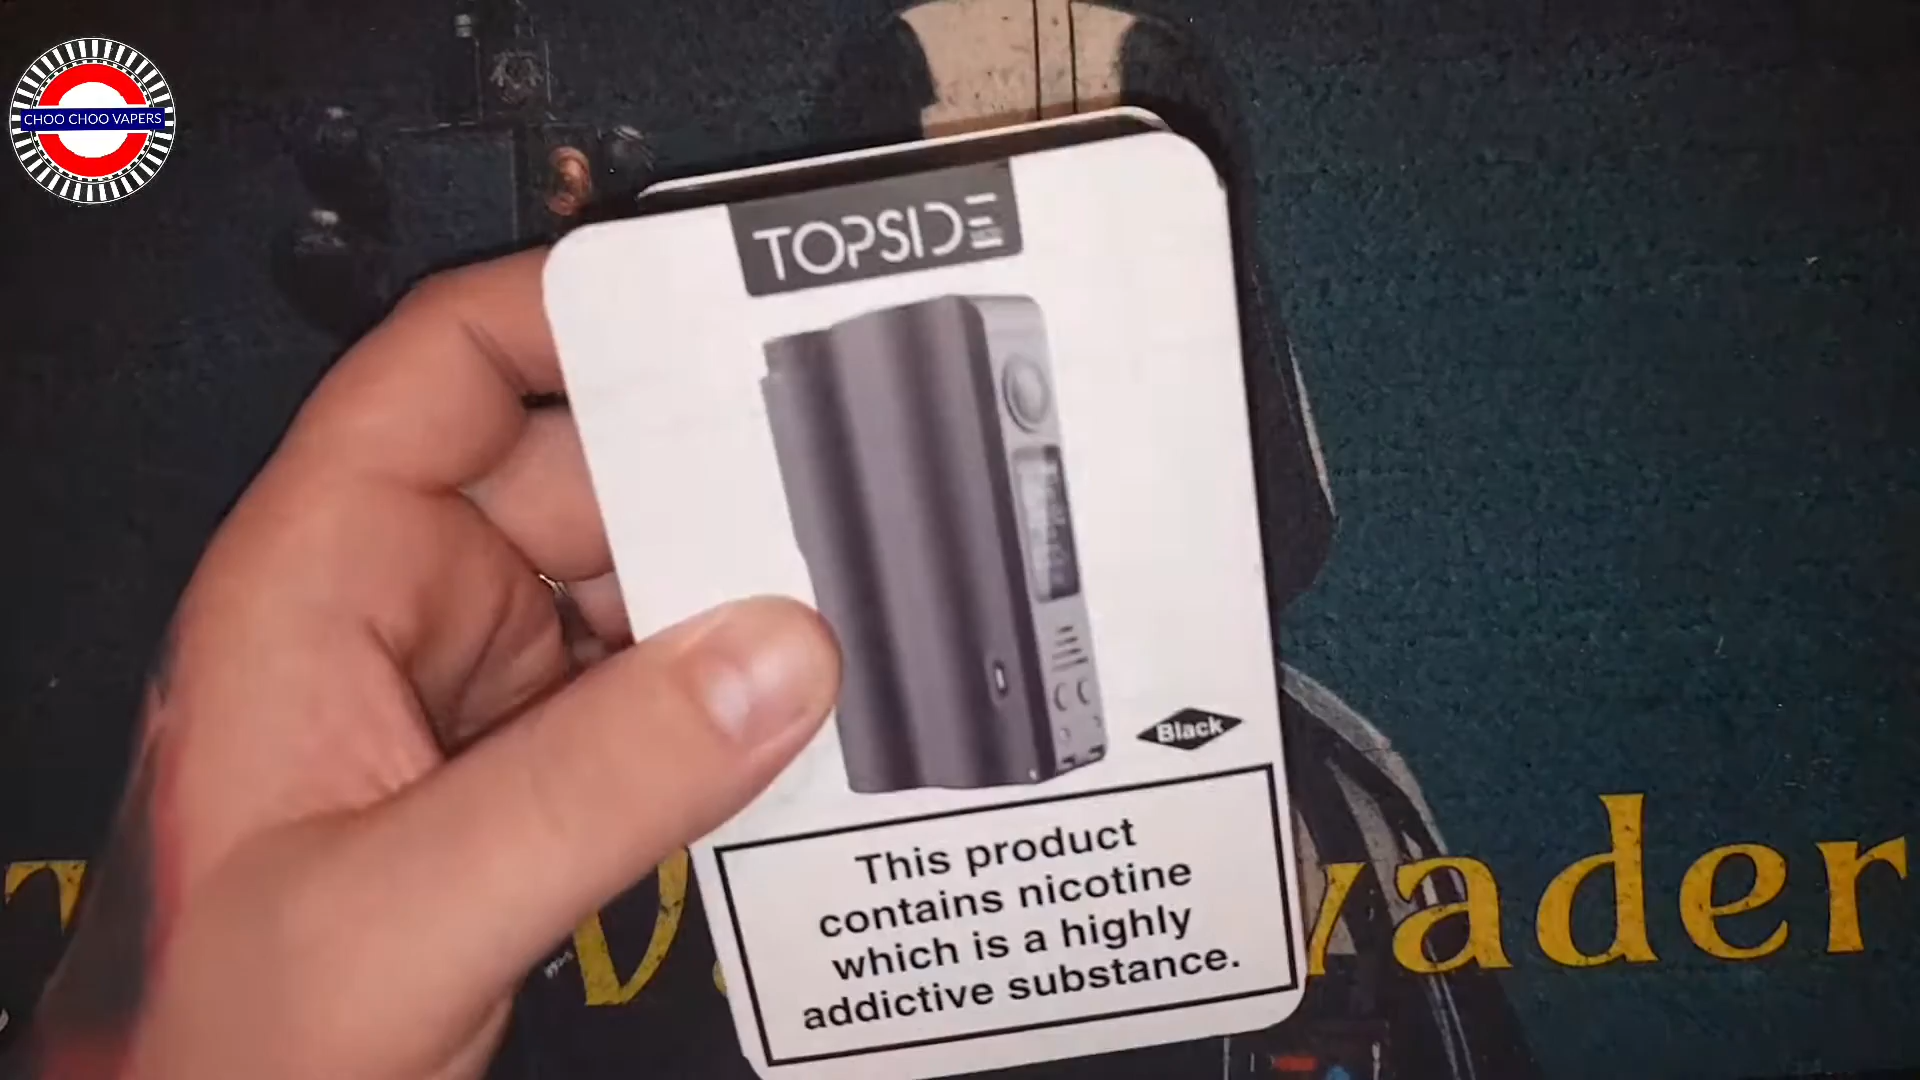 CHOO CHOO VAPERS
TOPSIDE
Black
This product
contains nicotine
which is a highly
addictive substance.
vader